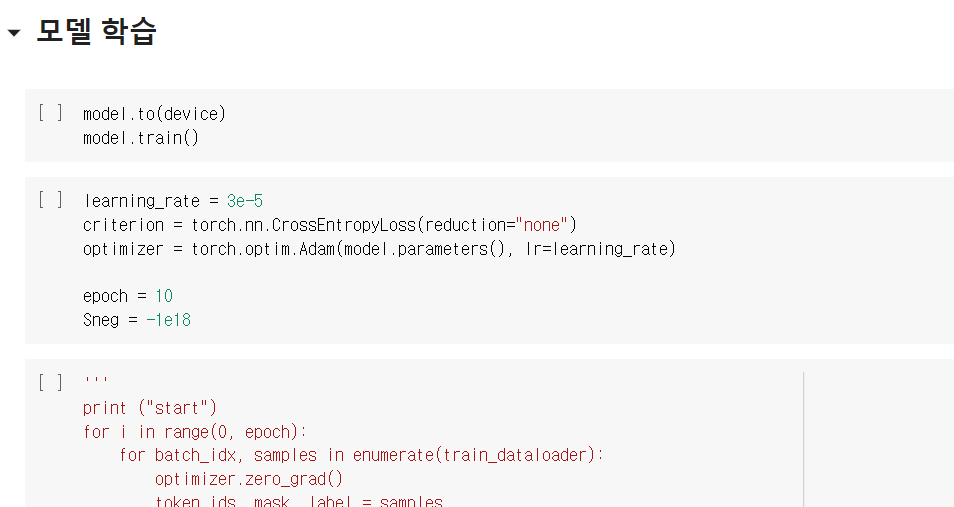 모델 학습
[ ] model.to(device)
model.train()
[ ] learning_rate = 3e-5
criterion = torch.nn.CrossEntropyLoss(reduction="none")
optimizer = torch.optim.Adam(model.parameters(), lr=learning_rate)
epoch = 10
Sneg = -1e18
[ ] '''
print ("start")
for i in range(0, epoch):
for batch_idx, samples in enumerate(train_dataloader):
optimizer.zero_grad()
token_ids, mask, label = samples